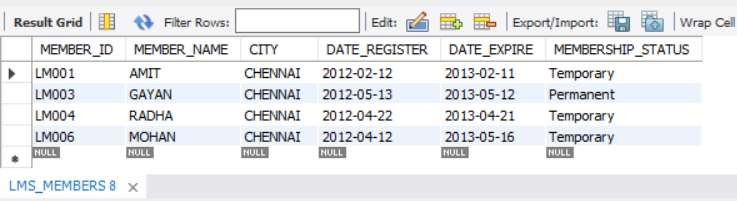 Result Grid Filter Rows: Edit: Export/Import: Wrap Cell
MEMBER_ID MEMBER_NAME CITY DATE_REGISTER DATE_EXPIRE MEMBERSHIP_STATUS
LM001 AMIT CHENNAI 2012-02-12 2013-02-11 Temporary
LM003 GAYAN CHENNAI 2012-05-13 2013-05-12 Permanent
LM004 RADHA CHENNAI 2012-04-22 2013-04-21 Temporary
LM006 MOHAN CHENNAI 2012-04-12 2013-05-16 Temporary
NULL NULL NULL NULL NULL NULL
LMS_MEMBERS 8